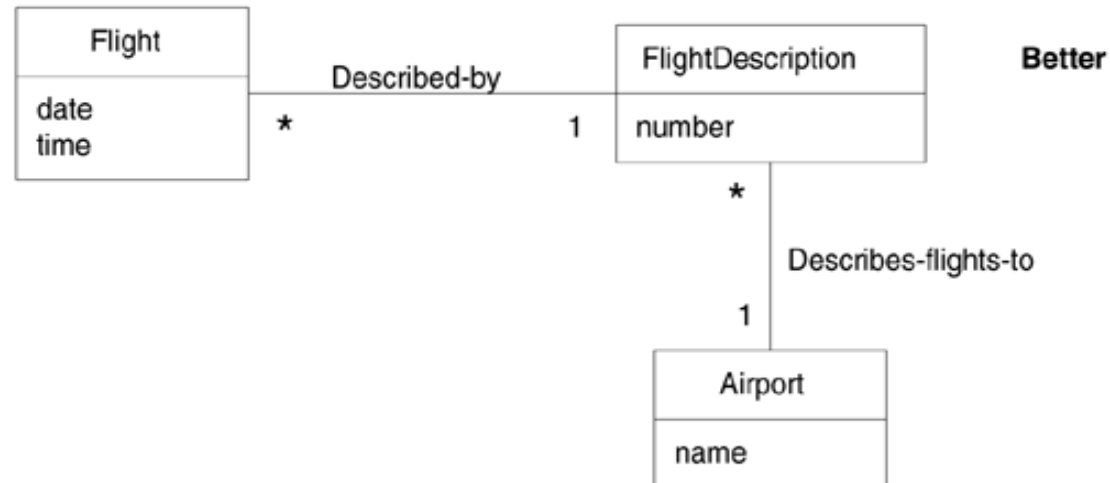 Flight
date
time
Described-by
*
1
FlightDescription
number
Better
*
Describes-flights-to
1
Airport
name